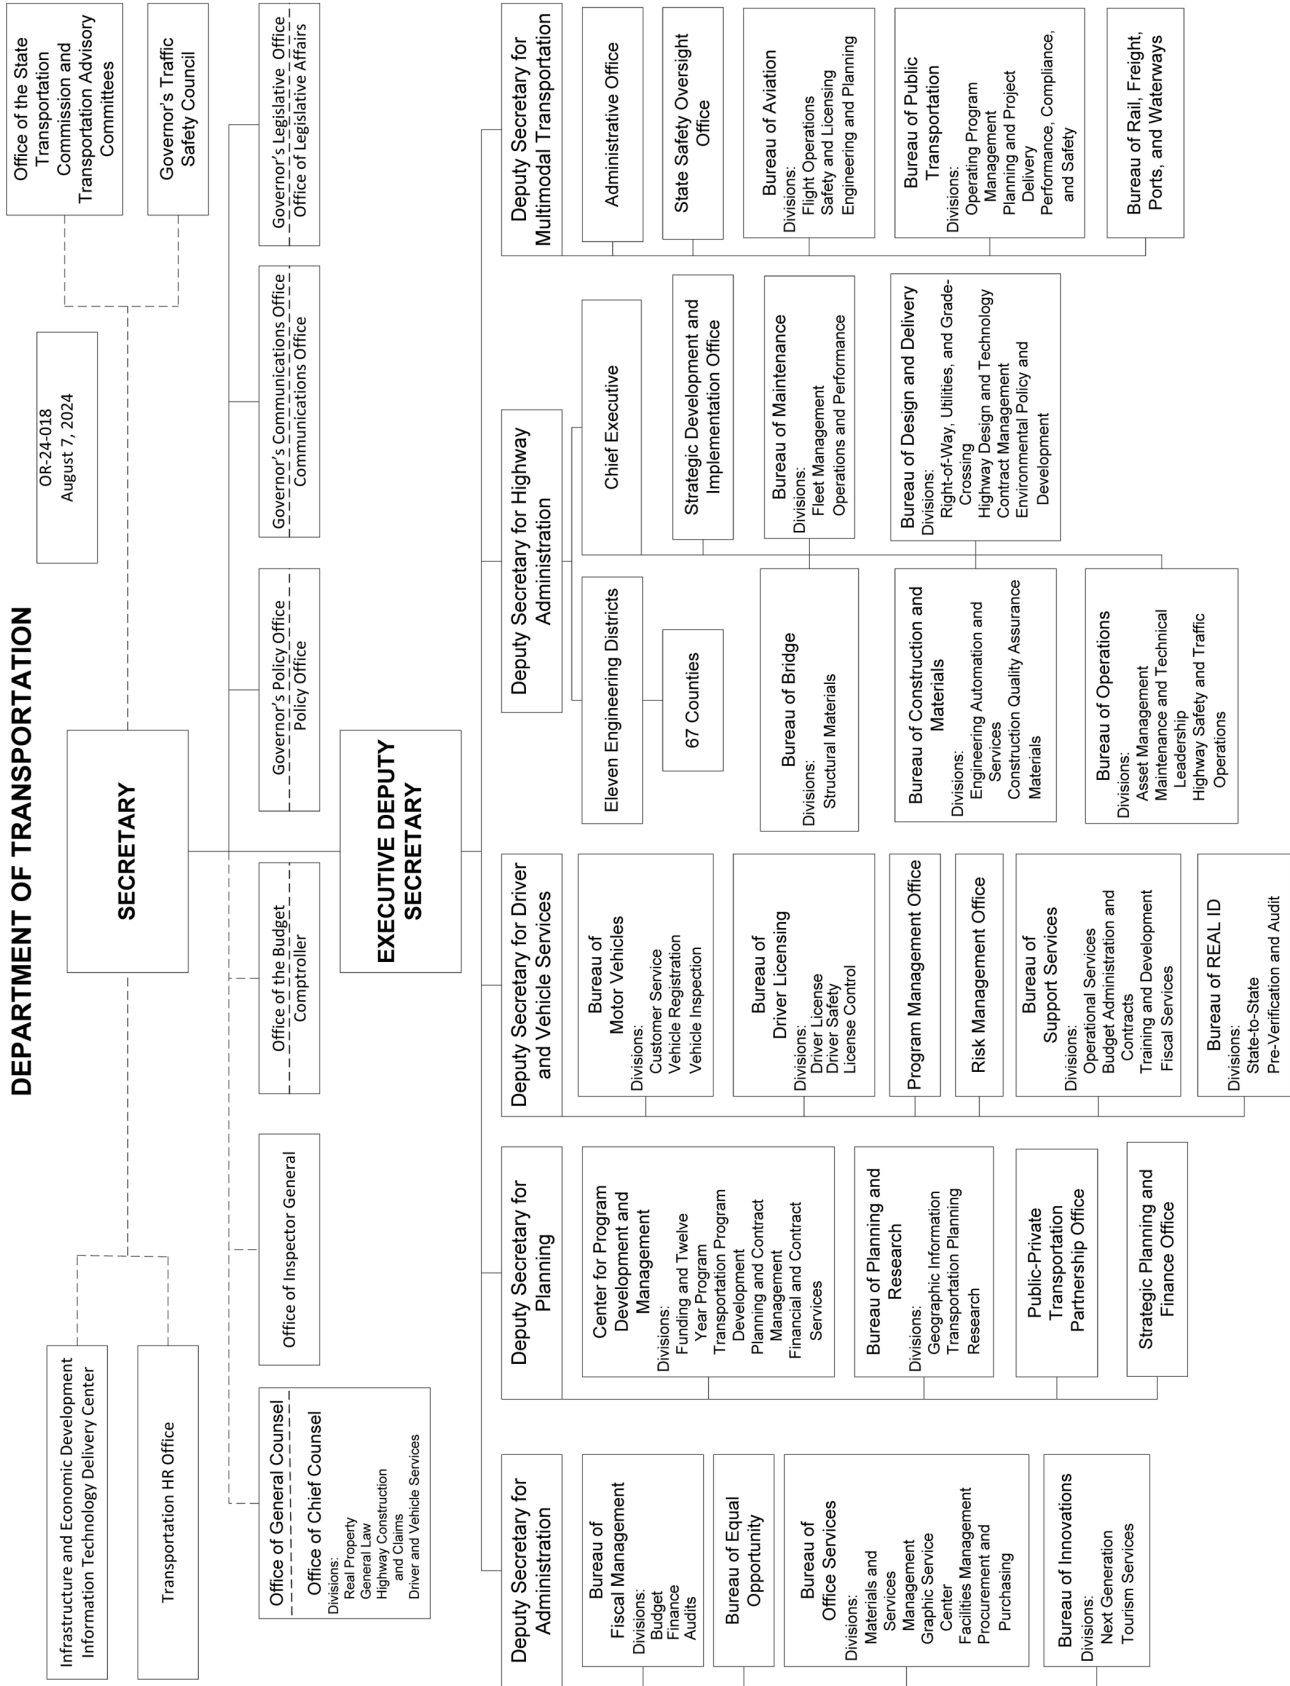 DEPARTMENT OF TRANSPORTATION
OR-24-018
August 7, 2024
Infrastructure and Economic Development
Information Technology Delivery Center
Transportation HR Office
SECRETARY
Office of the State
Transportation
Commission and
Transportation Advisory
Committees
Governor's Traffic
Safety Council
Office of General Counsel
Office of Chief Counsel
Divisions:
Real Property
General Law
Highway Construction
and Claims
Driver and Vehicle Services
Office of Inspector General
Office of the Budget
Comptroller
Governor's Policy Office
Policy Office
Governor's Communications Office
Communications Office
Governor's Legislative Office
Office of Legislative Affairs
EXECUTIVE DEPUTY
SECRETARY
Deputy Secretary for
Administration
Bureau of
Fiscal Management
Divisions:
Budget
Finance
Audits
Bureau of Equal
Opportunity
Bureau of
Office Services
Divisions:
Materials and
Services
Management
Graphic Service
Center
Facilities Management
Procurement and
Purchasing
Bureau of Innovations
Divisions:
Next Generation
Tourism Services
Deputy Secretary for
Planning
Center for Program
Development and
Management
Divisions:
Funding and Twelve
Year Program
Transportation Program
Development
Planning and Contract
Management
Financial and Contract
Services
Bureau of Planning and
Research
Divisions:
Geographic Information
Transportation Planning
Research
Public-Private
Transportation
Partnership Office
Strategic Planning and
Finance Office
Deputy Secretary for Driver
and Vehicle Services
Bureau of
Motor Vehicles
Divisions:
Customer Service
Vehicle Registration
Vehicle Inspection
Bureau of
Driver Licensing
Divisions:
Driver License
Driver Safety
License Control
Program Management Office
Risk Management Office
Bureau of
Support Services
Divisions:
Operational Services
Budget Administration and
Contracts
Training and Development
Fiscal Services
Bureau of REAL ID
Divisions:
State-to-State
Pre-Verification and Audit
Deputy Secretary for Highway
Administration
Eleven Engineering Districts
67 Counties
Chief Executive
Strategic Development and
Implementation Office
Bureau of Bridge
Divisions:
Structural Materials
Bureau of Maintenance
Divisions:
Fleet Management
Operations and Performance
Bureau of Construction and
Materials
Divisions:
Engineering Automation and
Services
Construction Quality Assurance
Materials
Bureau of Design and Delivery
Divisions:
Right-of-Way, Utilities, and Grade-
Crossing
Highway Design and Technology
Contract Management
Environmental Policy and
Development
Bureau of Operations
Divisions:
Asset Management
Maintenance and Technical
Leadership
Highway Safety and Traffic
Operations
Deputy Secretary for
Multimodal Transportation
Administrative Office
State Safety Oversight
Office
Bureau of Aviation
Divisions:
Flight Operations
Safety and Licensing
Engineering and Planning
Bureau of Public
Transportation
Divisions:
Operating Program
Management
Planning and Project
Delivery
Performance, Compliance,
and Safety
Bureau of Rail, Freight,
Ports, and Waterways